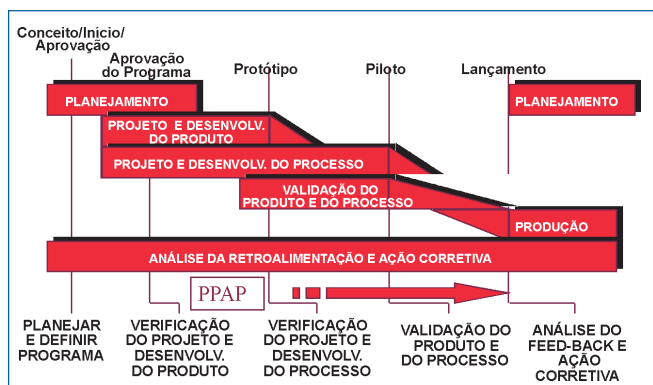 Conceito/Inicio/
Aprovação
Aprovação
do Programa
Protótipo
Piloto
Lançamento
PLANEJAMENTO
PLANEJAMENTO
PROJETO E DESENVOLV.
DO PRODUTO
PROJETO E DESENVOLV. DO PROCESSO
VALIDAÇÃO DO
PRODUTO E DO PROCESSO
PRODUÇÃO
ANÁLISE DA RETROALIMENTAÇÃO E AÇÃO CORRETIVA
PPAP
PLANEJAR
E DEFINIR
PROGRAMA
VERIFICAÇÃO
DO PROJETO E
DESENVOLV.
DO PRODUTO
VERIFICAÇÃO
DO PROJETO E
DESENVOLV. DO
PROCESSO
VALIDAÇÃO DO
PRODUTO E
DO PROCESSO
ANÁLISE DO
FEED-BACK E
AÇÃO
CORRETIVA